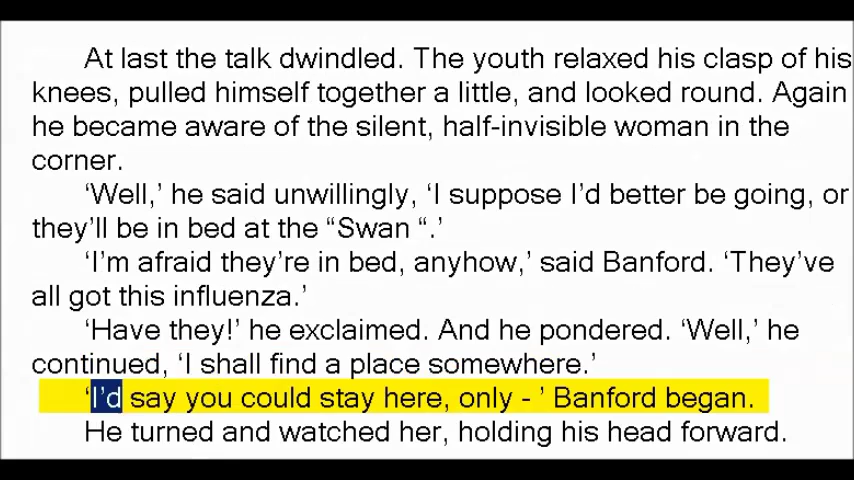 At last the talk dwindled. The youth relaxed his clasp of his
knees, pulled himself together a little, and looked round. Again
he became aware of the silent, half-invisible woman in the
corner.
‘Well,’ he said unwillingly, ‘I suppose I’d better be going, or
they’ll be in bed at the “Swan “.’
‘I’m afraid they’re in bed, anyhow,’ said Banford. ‘They’ve
all got this influenza.’
‘Have they!’ he exclaimed. And he pondered. ‘Well,’ he
continued, ‘I shall find a place somewhere.’
‘I’d say you could stay here, only - ’ Banford began.
He turned and watched her, holding his head forward.